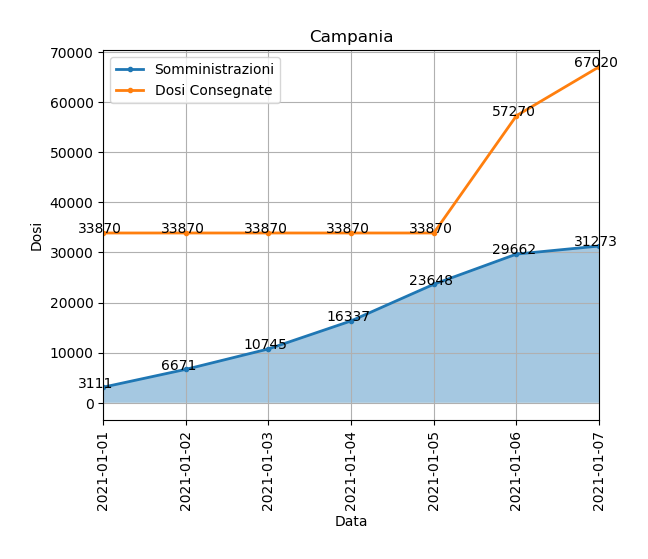 Campania
70000
60000
50000
40000
30000
20000
10000
0
Dosi
Somministrazioni
Dosi Consegnate
67020
57270
33870 33870 33870 33870 33870
31273
29662
23648
16337
10745
6671
3111
2021-01-01 2021-01-02 2021-01-03 2021-01-04 2021-01-05 2021-01-06 2021-01-07
Data